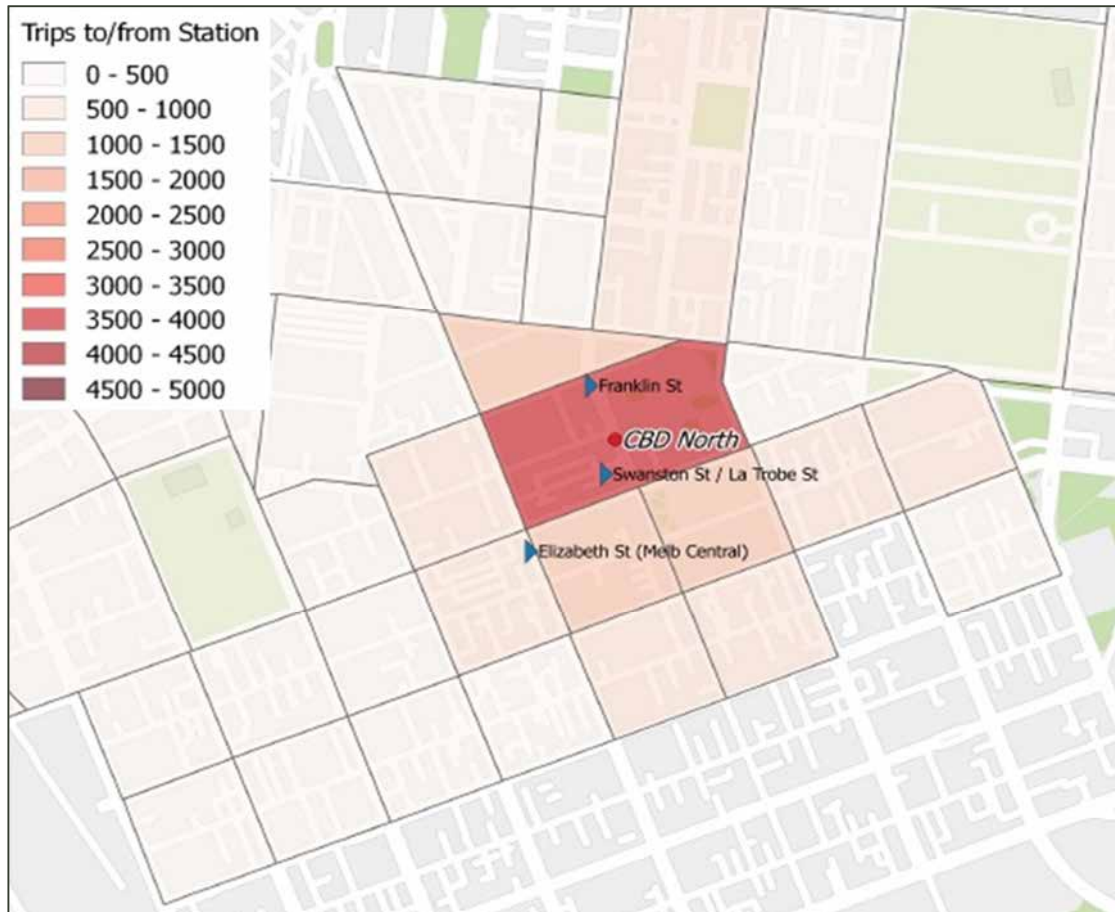 Trips to/from Station
0 - 500
500 - 1000
1000 - 1500
1500 - 2000
2000 - 2500
2500 - 3000
3000 - 3500
3500 - 4000
4000 - 4500
4500 - 5000
Franklin St
CBD North
Swanston St / La Trobe St
Elizabeth St (Melb Central)